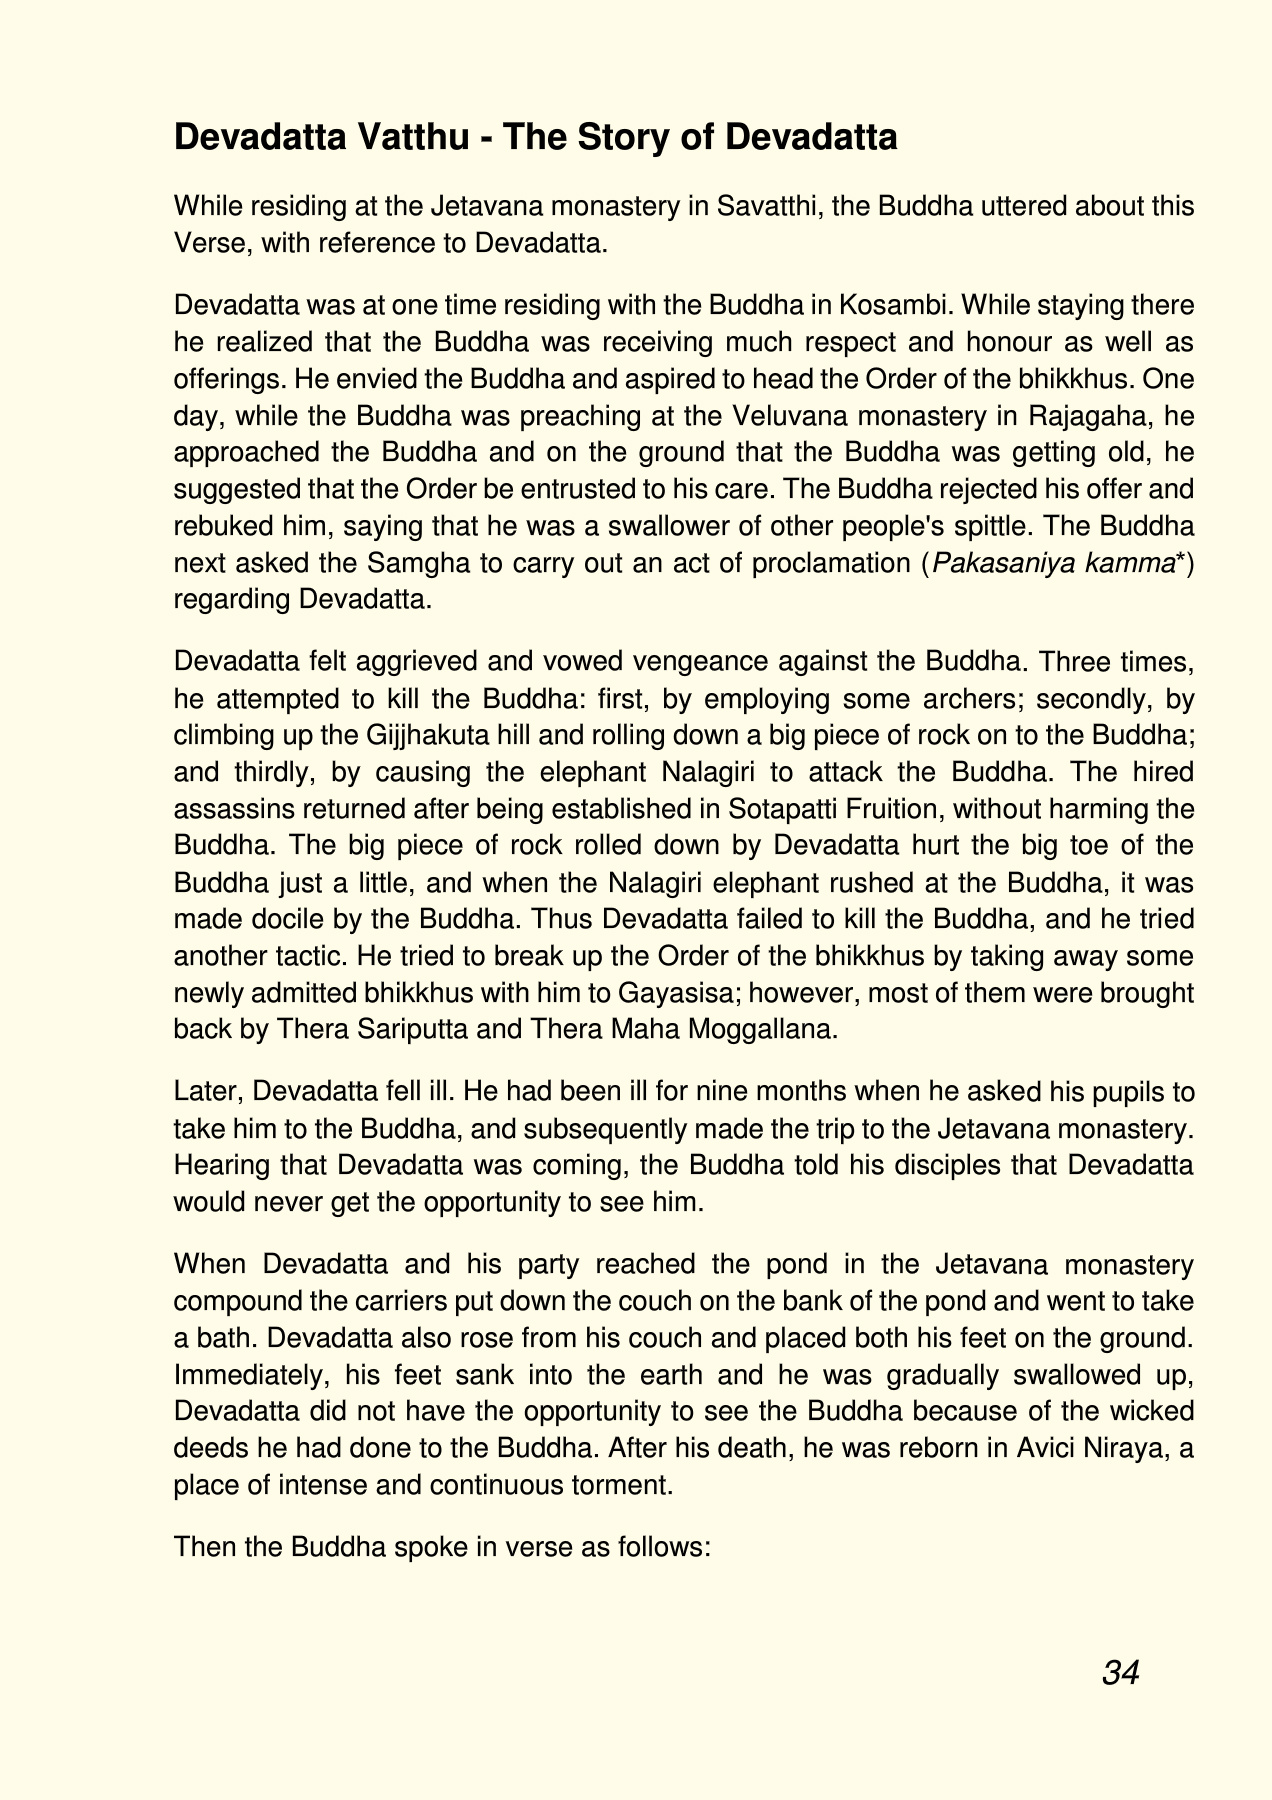 Devadatta Vatthu - The Story of Devadatta
While residing at the Jetavana monastery in Savatthi, the Buddha uttered about this
Verse, with reference to Devadatta.
Devadatta was at one time residing with the Buddha in Kosambi. While staying there
he realized that the Buddha was receiving much respect and honour as well as
offerings. He envied the Buddha and aspired to head the Order of the bhikkhus. One
day, while the Buddha was preaching at the Veluvana monastery in Rajagaha, he
approached the Buddha and on the ground that the Buddha was getting old, he
suggested that the Order be entrusted to his care. The Buddha rejected his offer and
rebuked him, saying that he was a swallower of other people's spittle. The Buddha
next asked the Samgha to carry out an act of proclamation (Pakasaniya kamma*)
regarding Devadatta.
Devadatta felt aggrieved and vowed vengeance against the Buddha. Three times,
he attempted to kill the Buddha: first, by employing some archers; secondly, by
climbing up the Gijjhakuta hill and rolling down a big piece of rock on to the Buddha;
and thirdly, by causing the elephant Nalagiri to attack the Buddha. The hired
assassins returned after being established in Sotapatti Fruition, without harming the
Buddha. The big piece of rock rolled down by Devadatta hurt the big toe of the
Buddha just a little, and when the Nalagiri elephant rushed at the Buddha, it was
made docile by the Buddha. Thus Devadatta failed to kill the Buddha, and he tried
another tactic. He tried to break up the Order of the bhikkhus by taking away some
newly admitted bhikkhus with him to Gayasisa; however, most of them were brought
back by Thera Sariputta and Thera Maha Moggallana.
Later, Devadatta fell ill. He had been ill for nine months when he asked his pupils to
take him to the Buddha, and subsequently made the trip to the Jetavana monastery.
Hearing that Devadatta was coming, the Buddha told his disciples that Devadatta
would never get the opportunity to see him.
When Devadatta and his party reached the pond in the Jetavana monastery
compound the carriers put down the couch on the bank of the pond and went to take
a bath. Devadatta also rose from his couch and placed both his feet on the ground.
Immediately, his feet sank into the earth and he was gradually swallowed up,
Devadatta did not have the opportunity to see the Buddha because of the wicked
deeds he had done to the Buddha. After his death, he was reborn in Avici Niraya, a
place of intense and continuous torment.
Then the Buddha spoke in verse as follows:
34